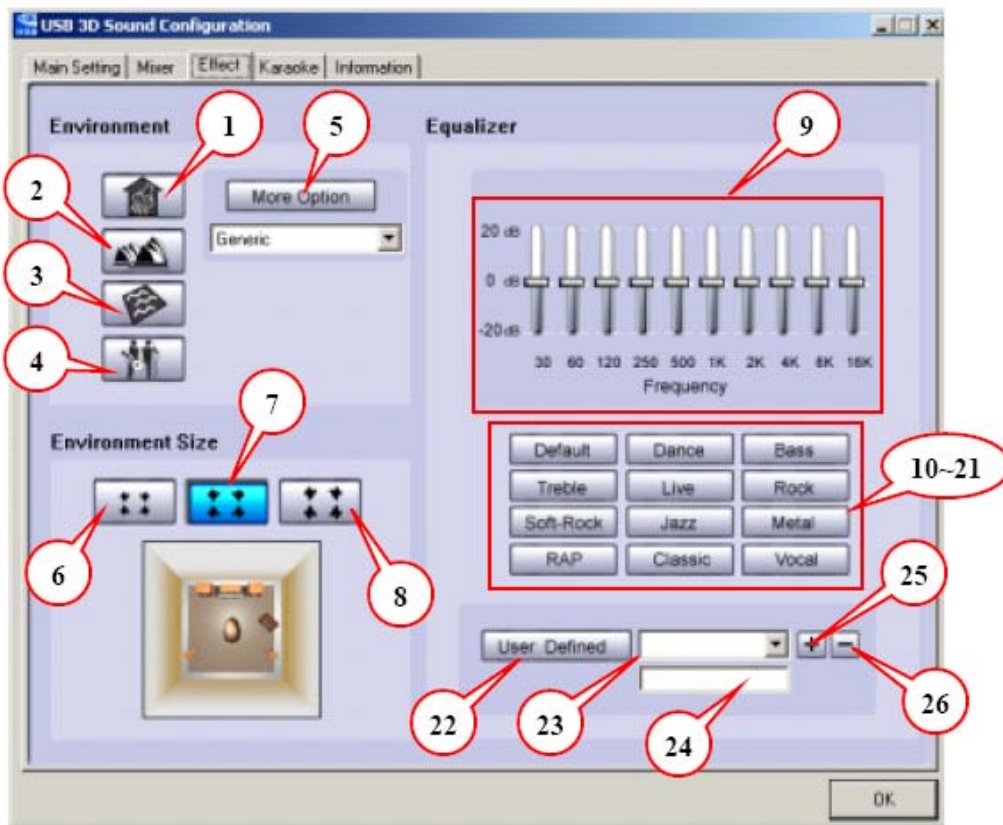 USB 3D Sound Configuration
Main Setting Mixer Effect Karaoke Information
Environment
1
5
Equalizer
9
2
More Option
Generic
3
4
20 dB
0 dB
-20 dB
30 60 120 250 500 1K 2K 4K 8K 16K
Frequency
Environment Size
7
6
8
Default Dance Bass
Treble Live Rock
Soft-Rock Jazz Metal
RAP Classic Vocal
10~21
25
User Defined
+ −
22
23
24
26
OK